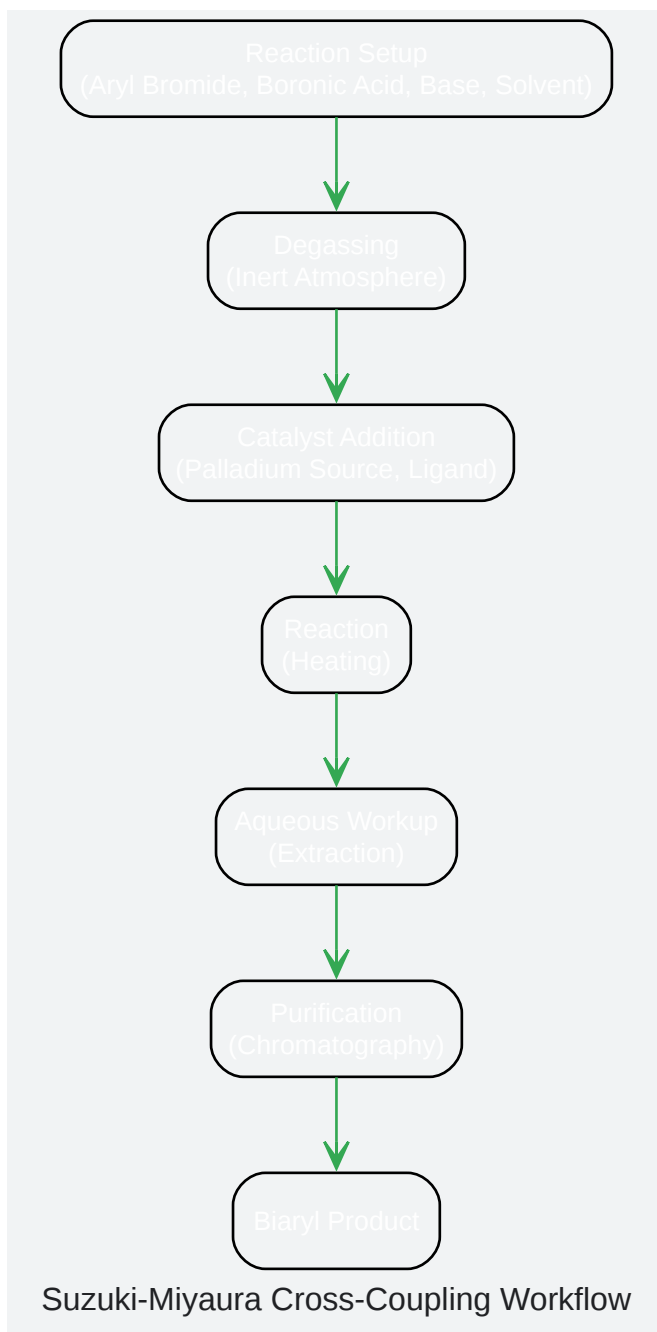 Reaction Setup
(Aryl Bromide, Boronic Acid, Base, Solvent)
Degassing
(Inert Atmosphere)
Catalyst Addition
(Palladium Source, Ligand)
Reaction
(Heating)
Aqueous Workup
(Extraction)
Purification
(Chromatography)
Biaryl Product
Suzuki-Miyaura Cross-Coupling Workflow